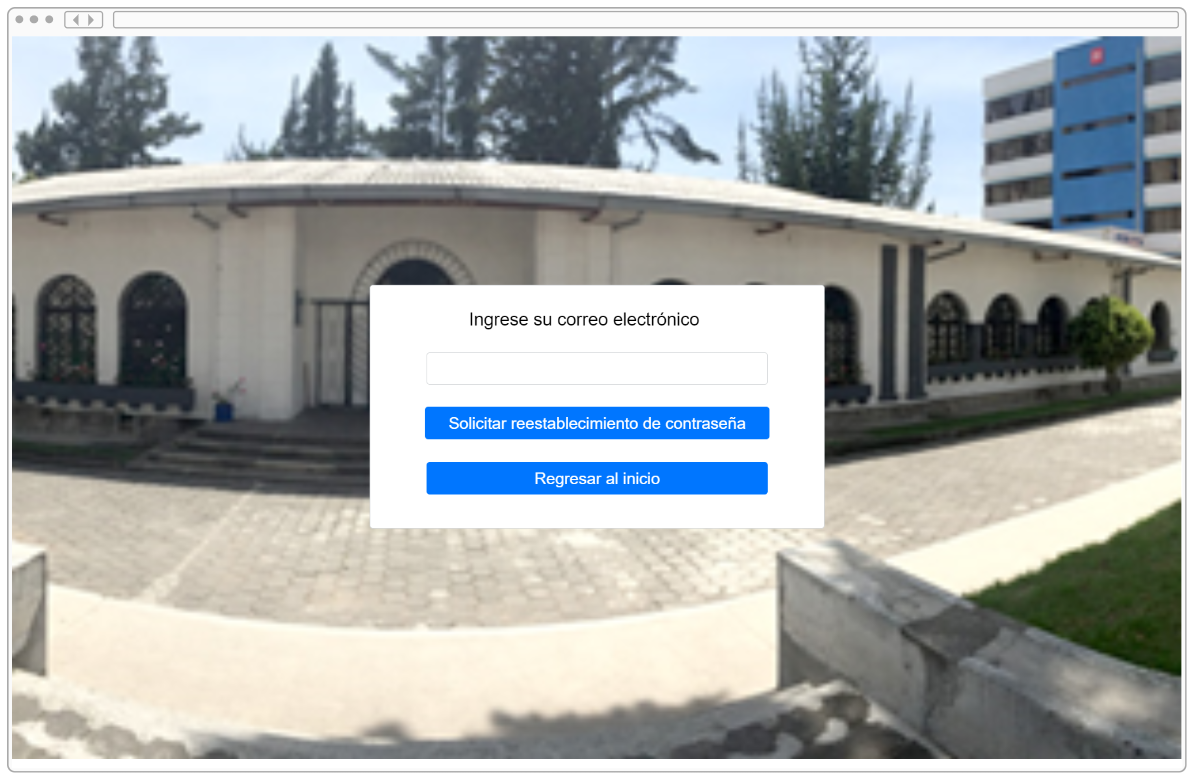 Ingrese su correo electrónico
Solicitar reestablecimiento de contraseña
Regresar al inicio